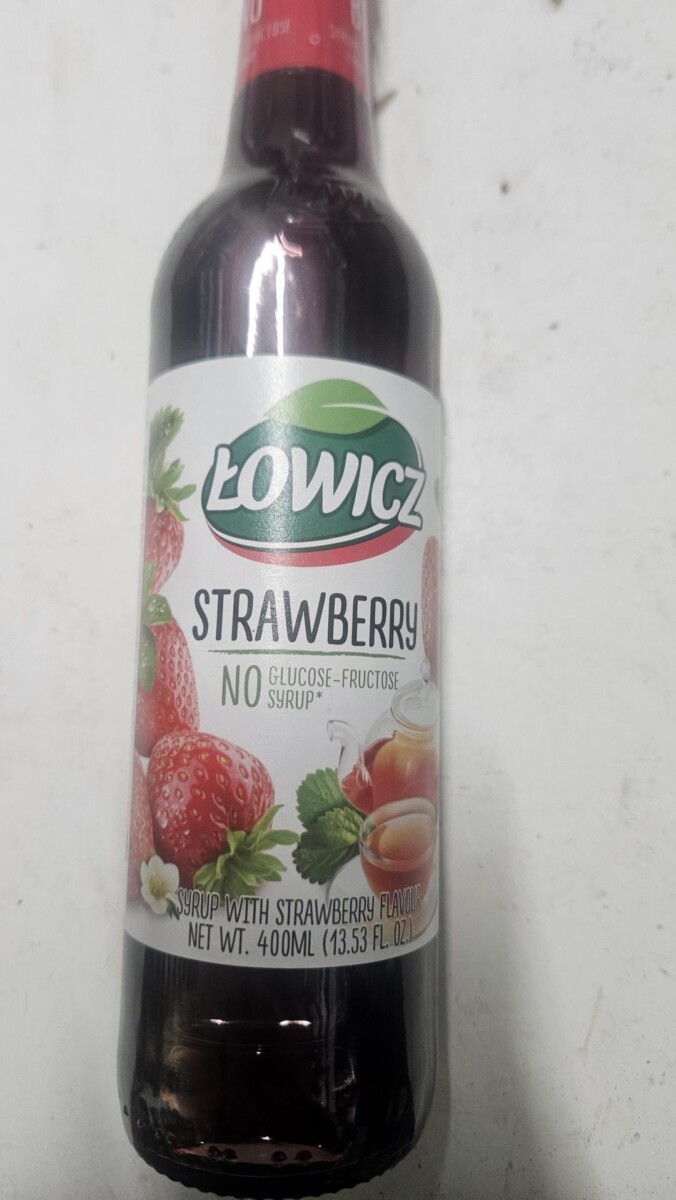 ŁOWICZ
STRAWBERRY
NO GLUCOSE-FRUCTOSE
SYRUP*
SYRUP WITH STRAWBERRY FLAVOUR
NET WT. 400ML (13.53 FL. OZ.)